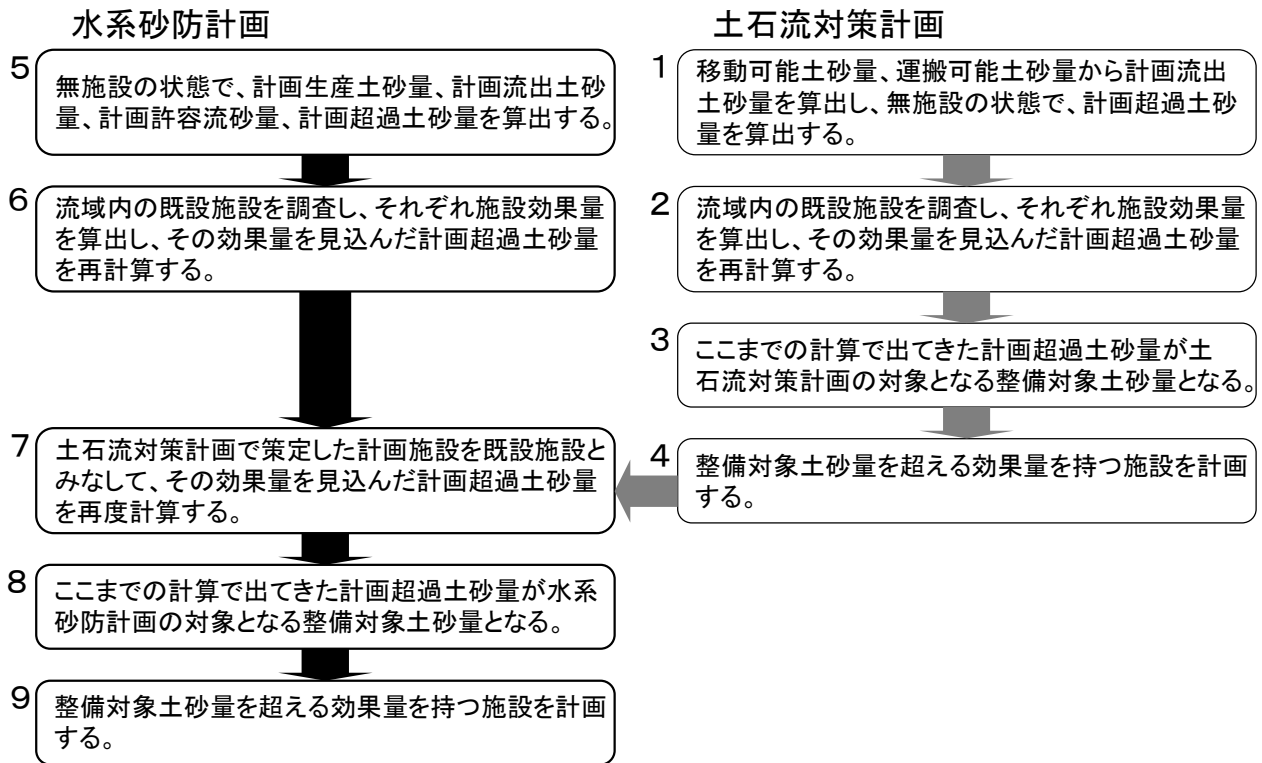 水系砂防計画
5
無施設の状態で、計画生産土砂量、計画流出土砂
量、計画許容流砂量、計画超過土砂量を算出する。
6
流域内の既設施設を調査し、それぞれ施設効果量
を算出し、その効果量を見込んだ計画超過土砂量
を再計算する。
7
土石流対策計画で策定した計画施設を既設施設と
みなして、その効果量を見込んだ計画超過土砂量
を再度計算する。
8
ここまでの計算で出てきた計画超過土砂量が水系
砂防計画の対象となる整備対象土砂量となる。
9
整備対象土砂量を超える効果量を持つ施設を計画
する。
土石流対策計画
1
移動可能土砂量、運搬可能土砂量から計画流出
土砂量を算出し、無施設の状態で、計画超過土砂
量を算出する。
2
流域内の既設施設を調査し、それぞれ施設効果量
を算出し、その効果量を見込んだ計画超過土砂量
を再計算する。
3
ここまでの計算で出てきた計画超過土砂量が土
石流対策計画の対象となる整備対象土砂量となる。
4
整備対象土砂量を超える効果量を持つ施設を計画
する。